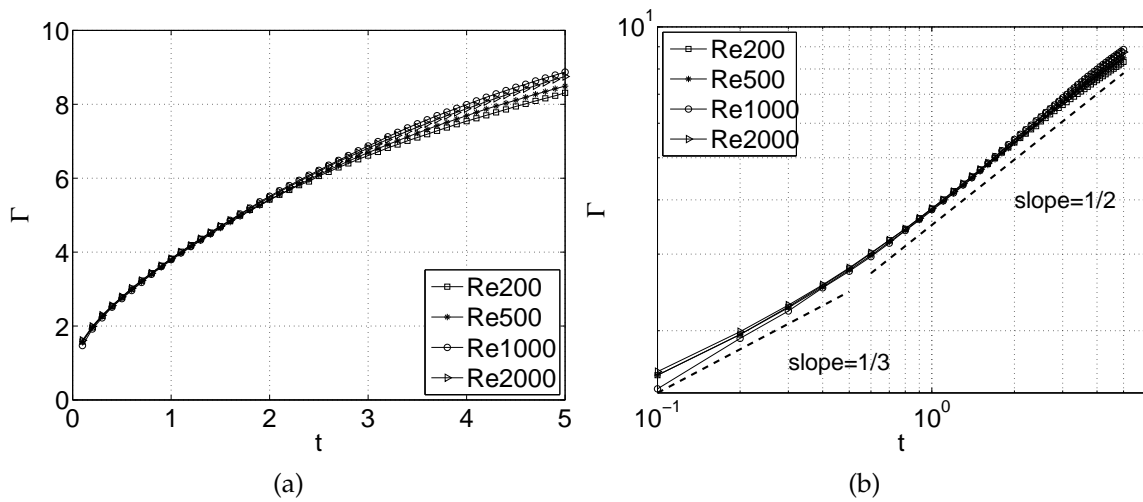 10
8
6
4
2
0
Γ
0 1 2 3 4 5
t
Re200
Re500
Re1000
Re2000
(a)
10^1
Γ
10^-1 10^0
t
Re200
Re500
Re1000
Re2000
slope=1/2
slope=1/3
(b)